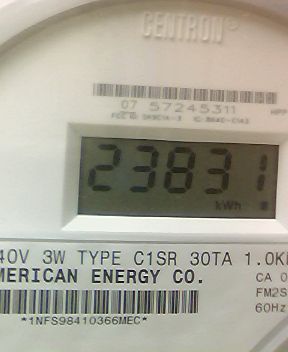 CENTRON®
07 57245311
23831
kWh
40V 3W TYPE C1SR 30TA 1.0K
MERICAN ENERGY CO.
CA 0
FM2S
60Hz
*1NFS98410366MEC*